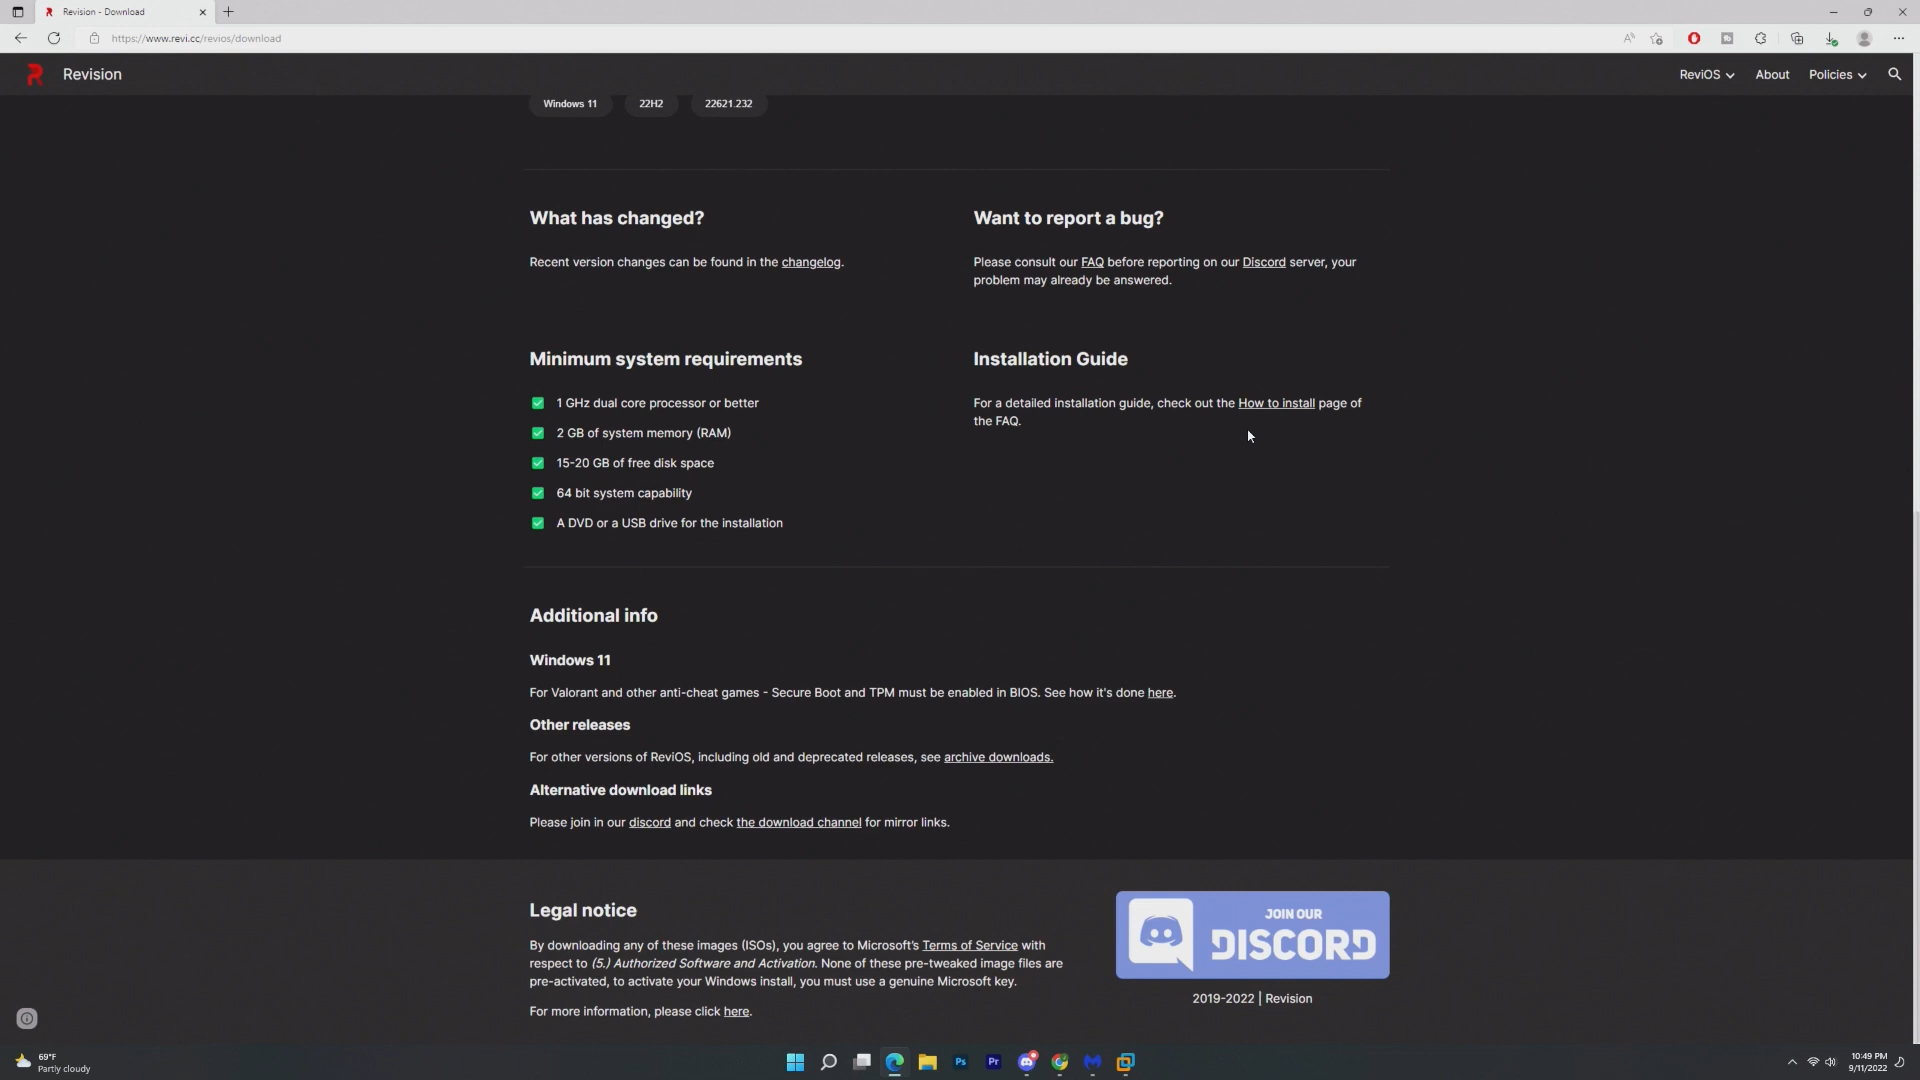 Revision - Download
https://www.revi.cc/revios/download
Revision
ReviOS
About
Policies
Windows 11
22H2
22621.232
What has changed?
Recent version changes can be found in the changelog.
Want to report a bug?
Please consult our FAQ before reporting on our Discord server, your
problem may already be answered.
Minimum system requirements
1 GHz dual core processor or better
2 GB of system memory (RAM)
15-20 GB of free disk space
64 bit system capability
A DVD or a USB drive for the installation
Installation Guide
For a detailed installation guide, check out the How to install page of
the FAQ.
Additional info
Windows 11
For Valorant and other anti-cheat games - Secure Boot and TPM must be enabled in BIOS. See how it's done here.
Other releases
For other versions of ReviOS, including old and deprecated releases, see archive downloads.
Alternative download links
Please join in our discord and check the download channel for mirror links.
Legal notice
By downloading any of these images (ISOs), you agree to Microsoft's Terms of Service with
respect to (5.) Authorized Software and Activation. None of these pre-tweaked image files are
pre-activated, to activate your Windows install, you must use a genuine Microsoft key.
For more information, please click here.
JOIN OUR
DISCORD
2019-2022 | Revision
69°F
Partly cloudy
Ps
Pr
10:49 PM
9/11/2022